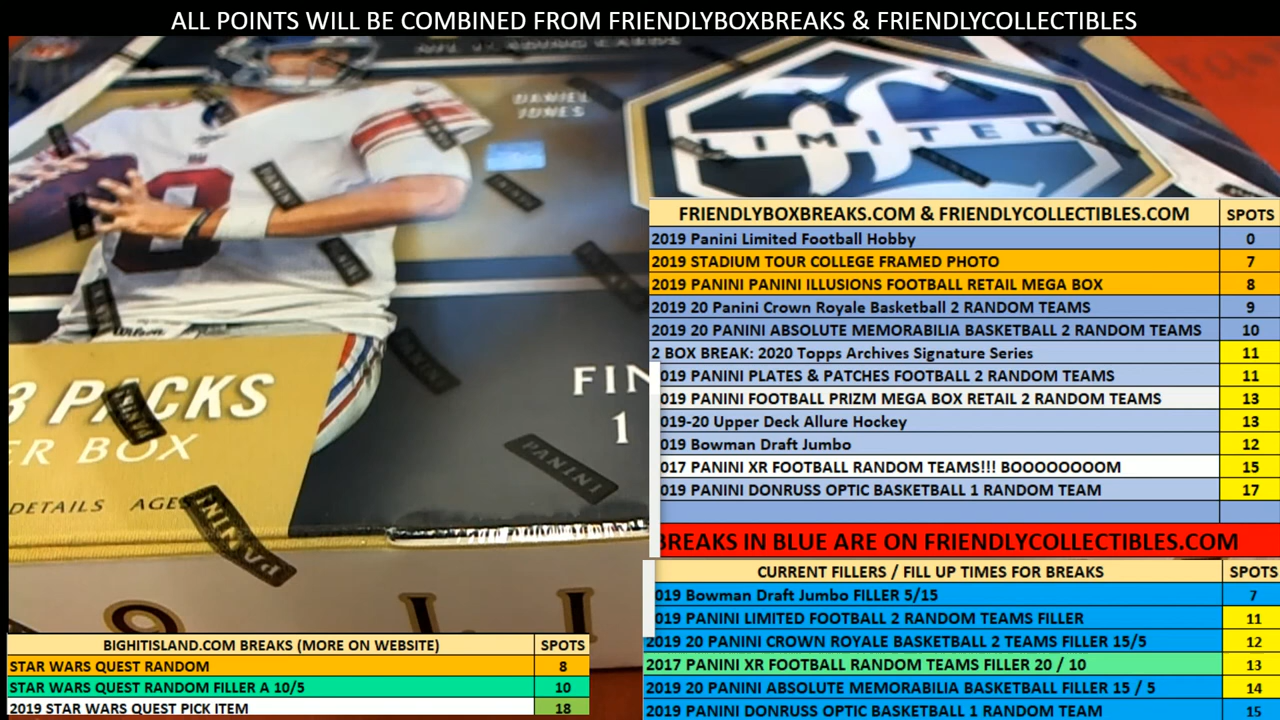 ALL POINTS WILL BE COMBINED FROM FRIENDLYBOXBREAKS & FRIENDLYCOLLECTIBLES
DANIEL
JONES
LIMITED
PANINI
PANINI
PANINI
PANINI
Wilson
3 PACKS
ER BOX
FIN
1
DETAILS AGES
FRIENDLYBOXBREAKS.COM & FRIENDLYCOLLECTIBLES.COM SPOTS
2019 Panini Limited Football Hobby 0
2019 STADIUM TOUR COLLEGE FRAMED PHOTO 7
2019 PANINI PANINI ILLUSIONS FOOTBALL RETAIL MEGA BOX 8
2019 20 Panini Crown Royale Basketball 2 RANDOM TEAMS 9
2019 20 PANINI ABSOLUTE MEMORABILIA BASKETBALL 2 RANDOM TEAMS 10
2 BOX BREAK: 2020 Topps Archives Signature Series 11
019 PANINI PLATES & PATCHES FOOTBALL 2 RANDOM TEAMS 11
019 PANINI FOOTBALL PRIZM MEGA BOX RETAIL 2 RANDOM TEAMS 13
019-20 Upper Deck Allure Hockey 13
019 Bowman Draft Jumbo 12
017 PANINI XR FOOTBALL RANDOM TEAMS!!! BOOOOOOOOM 15
019 PANINI DONRUSS OPTIC BASKETBALL 1 RANDOM TEAM 17
BREAKS IN BLUE ARE ON FRIENDLYCOLLECTIBLES.COM
CURRENT FILLERS / FILL UP TIMES FOR BREAKS SPOTS
019 Bowman Draft Jumbo FILLER 5/15 7
019 PANINI LIMITED FOOTBALL 2 RANDOM TEAMS FILLER 11
2019 20 PANINI CROWN ROYALE BASKETBALL 2 TEAMS FILLER 15/5 12
2017 PANINI XR FOOTBALL RANDOM TEAMS FILLER 20 / 10 13
2019 20 PANINI ABSOLUTE MEMORABILIA BASKETBALL FILLER 15 / 5 14
2019 PANINI DONRUSS OPTIC BASKETBALL 1 RANDOM TEAM 15
BIGHITISLAND.COM BREAKS (MORE ON WEBSITE) SPOTS
STAR WARS QUEST RANDOM 8
STAR WARS QUEST RANDOM FILLER A 10/5 10
2019 STAR WARS QUEST PICK ITEM 18